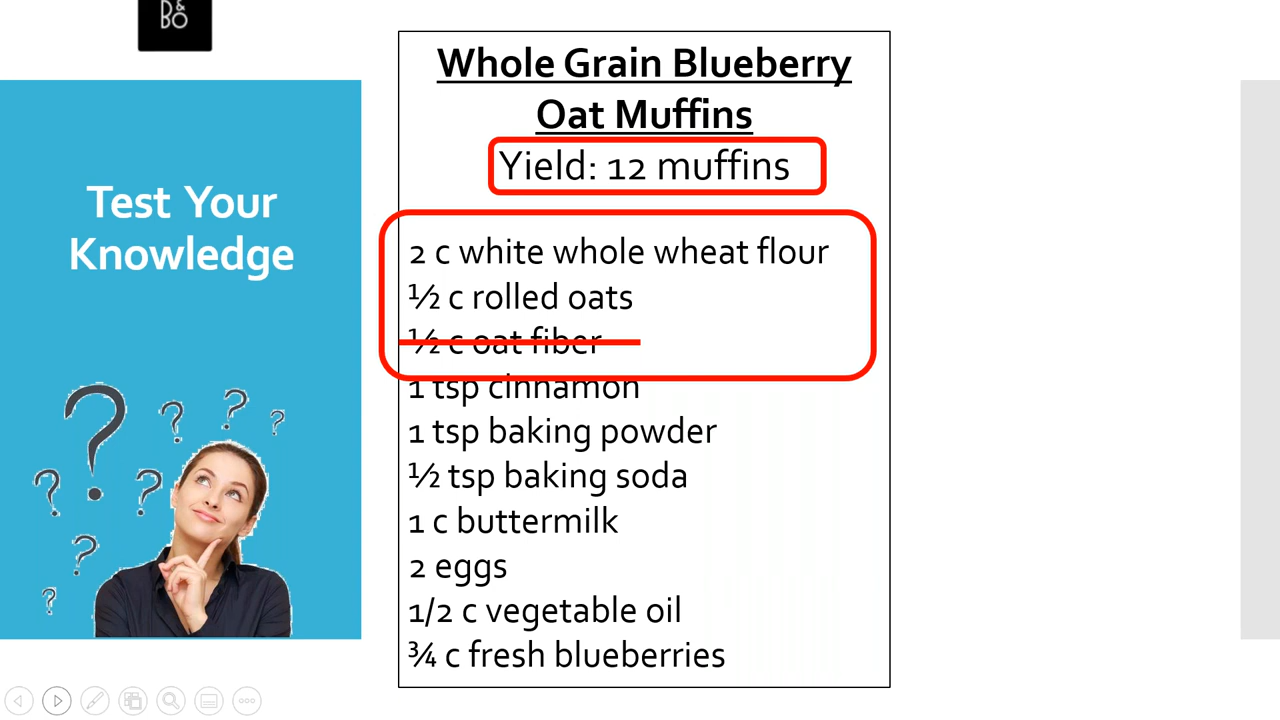 B&
BO
Test Your
Knowledge
Whole Grain Blueberry
Oat Muffins
Yield: 12 muffins
2 c white whole wheat flour
½ c rolled oats
½ c oat fiber
1 tsp cinnamon
1 tsp baking powder
½ tsp baking soda
1 c buttermilk
2 eggs
1/2 c vegetable oil
¾ c fresh blueberries